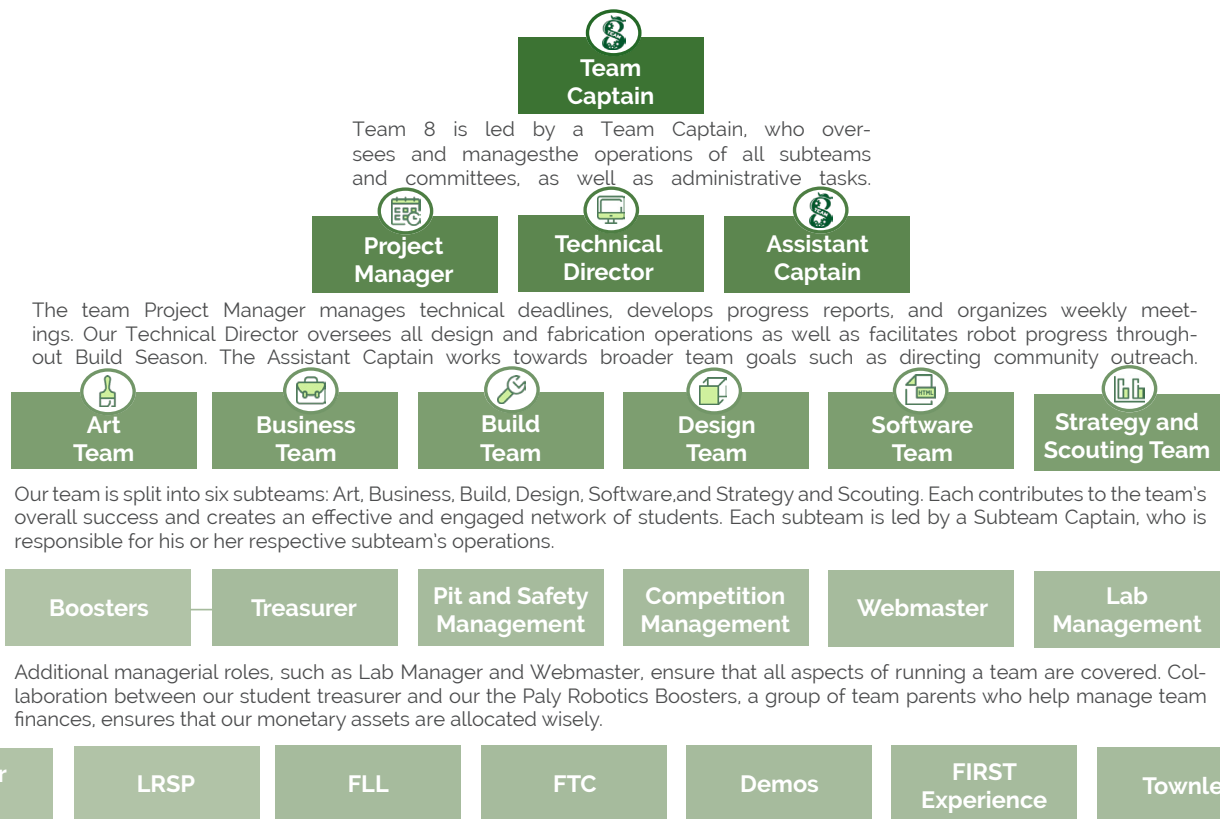 Team
Captain
Team 8 is led by a Team Captain, who over-
sees and managesthe operations of all subteams
and committees, as well as administrative tasks.
Project
Manager
Technical
Director
Assistant
Captain
The team Project Manager manages technical deadlines, develops progress reports, and organizes weekly meet-
ings. Our Technical Director oversees all design and fabrication operations as well as facilitates robot progress through-
out Build Season. The Assistant Captain works towards broader team goals such as directing community outreach.
HTML
Art
Team
Business
Team
Build
Team
Design
Team
Software
Team
Strategy and
Scouting Team
Our team is split into six subteams: Art, Business, Build, Design, Software,and Strategy and Scouting. Each contributes to the team's
overall success and creates an effective and engaged network of students. Each subteam is led by a Subteam Captain, who is
responsible for his or her respective subteam's operations.
Boosters
Treasurer
Pit and Safety
Management
Competition
Management
Webmaster
Lab
Management
Additional managerial roles, such as Lab Manager and Webmaster, ensure that all aspects of running a team are covered. Col-
laboration between our student treasurer and our the Paly Robotics Boosters, a group of team parents who help manage team
finances, ensures that our monetary assets are allocated wisely.
LRSP
FLL
FTC
Demos
FIRST
Experience